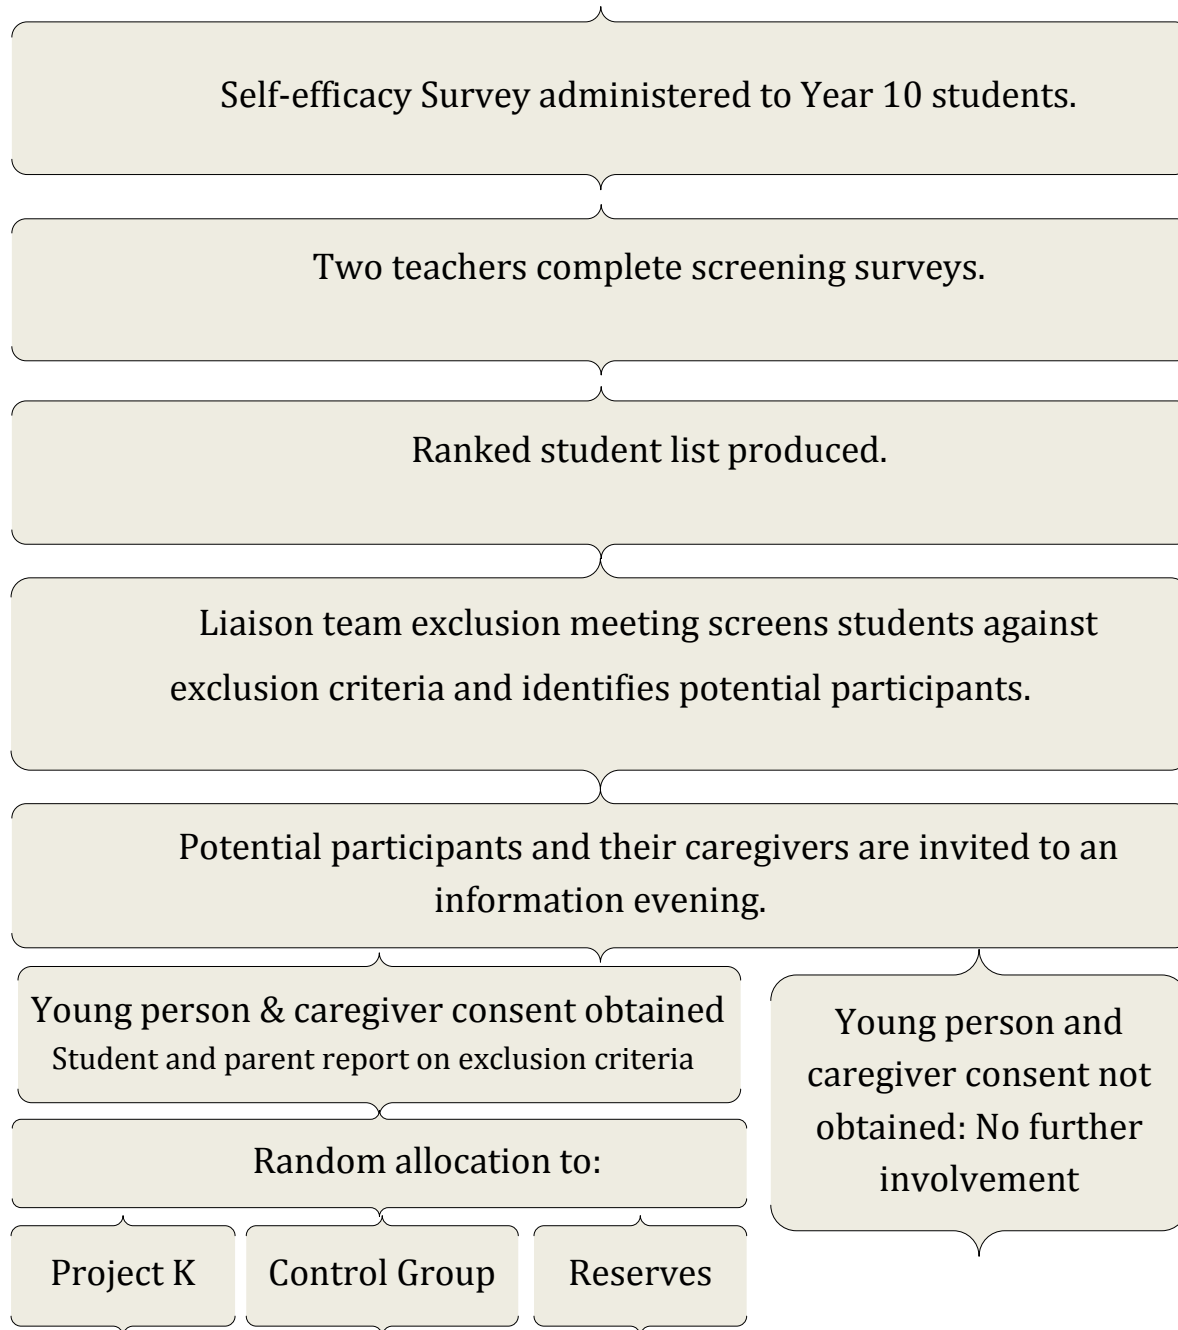 Self-efficacy Survey administered to Year 10 students.
Two teachers complete screening surveys.
Ranked student list produced.
Liaison team exclusion meeting screens students against
exclusion criteria and identifies potential participants.
Potential participants and their caregivers are invited to an
information evening.
Young person & caregiver consent obtained
Student and parent report on exclusion criteria
Young person and
caregiver consent not
obtained: No further
involvement
Random allocation to:
Project K
Control Group
Reserves